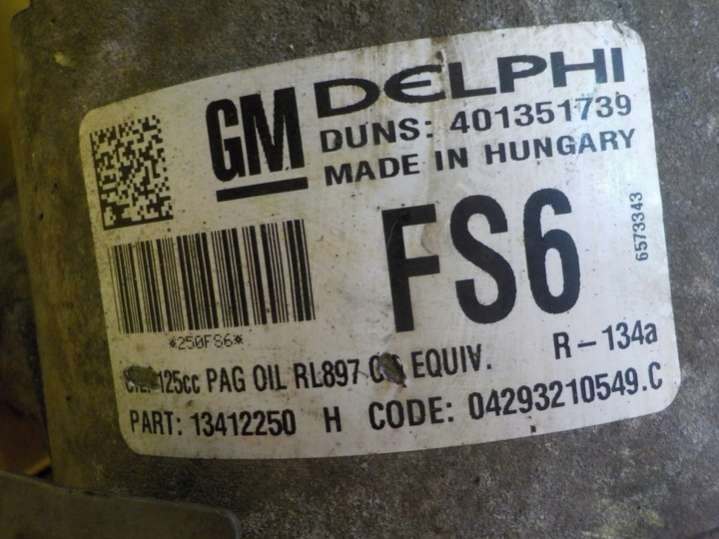 GM DELPHI
DUNS: 401351739
MADE IN HUNGARY
FS6
6573343
*250FS6*
R-134a
125cc PAG OIL RL897 EQUIV.
PART: 13412250 H CODE: 04293210549.C